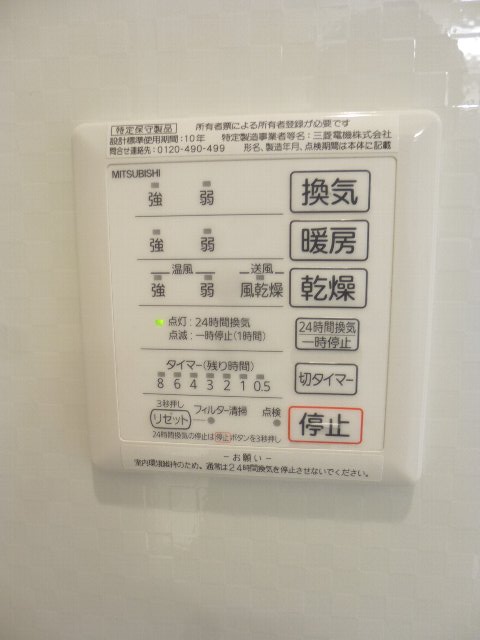 特定保守製品 所有者票による所有者登録が必要です
設計標準使用期間:10年 特定製造事業者等名:三菱電機株式会社
問合せ連絡先:0120-490-499 形名、製造年月、点検期間は本体に記載
MITSUBISHI
強 弱 換気
強 弱 暖房
温風 送風
強 弱 風乾燥 乾燥
点灯:24時間換気
点滅:一時停止(1時間)
24時間換気
一時停止
タイマー(残り時間)
8 6 4 3 2 1 0.5
切タイマー
3秒押し
リセット フィルター清掃 点検
停止
24時間換気の停止は停止ボタンを3秒押し
-お願い-
室内環境維持のため、通常は24時間換気を停止させないでください。